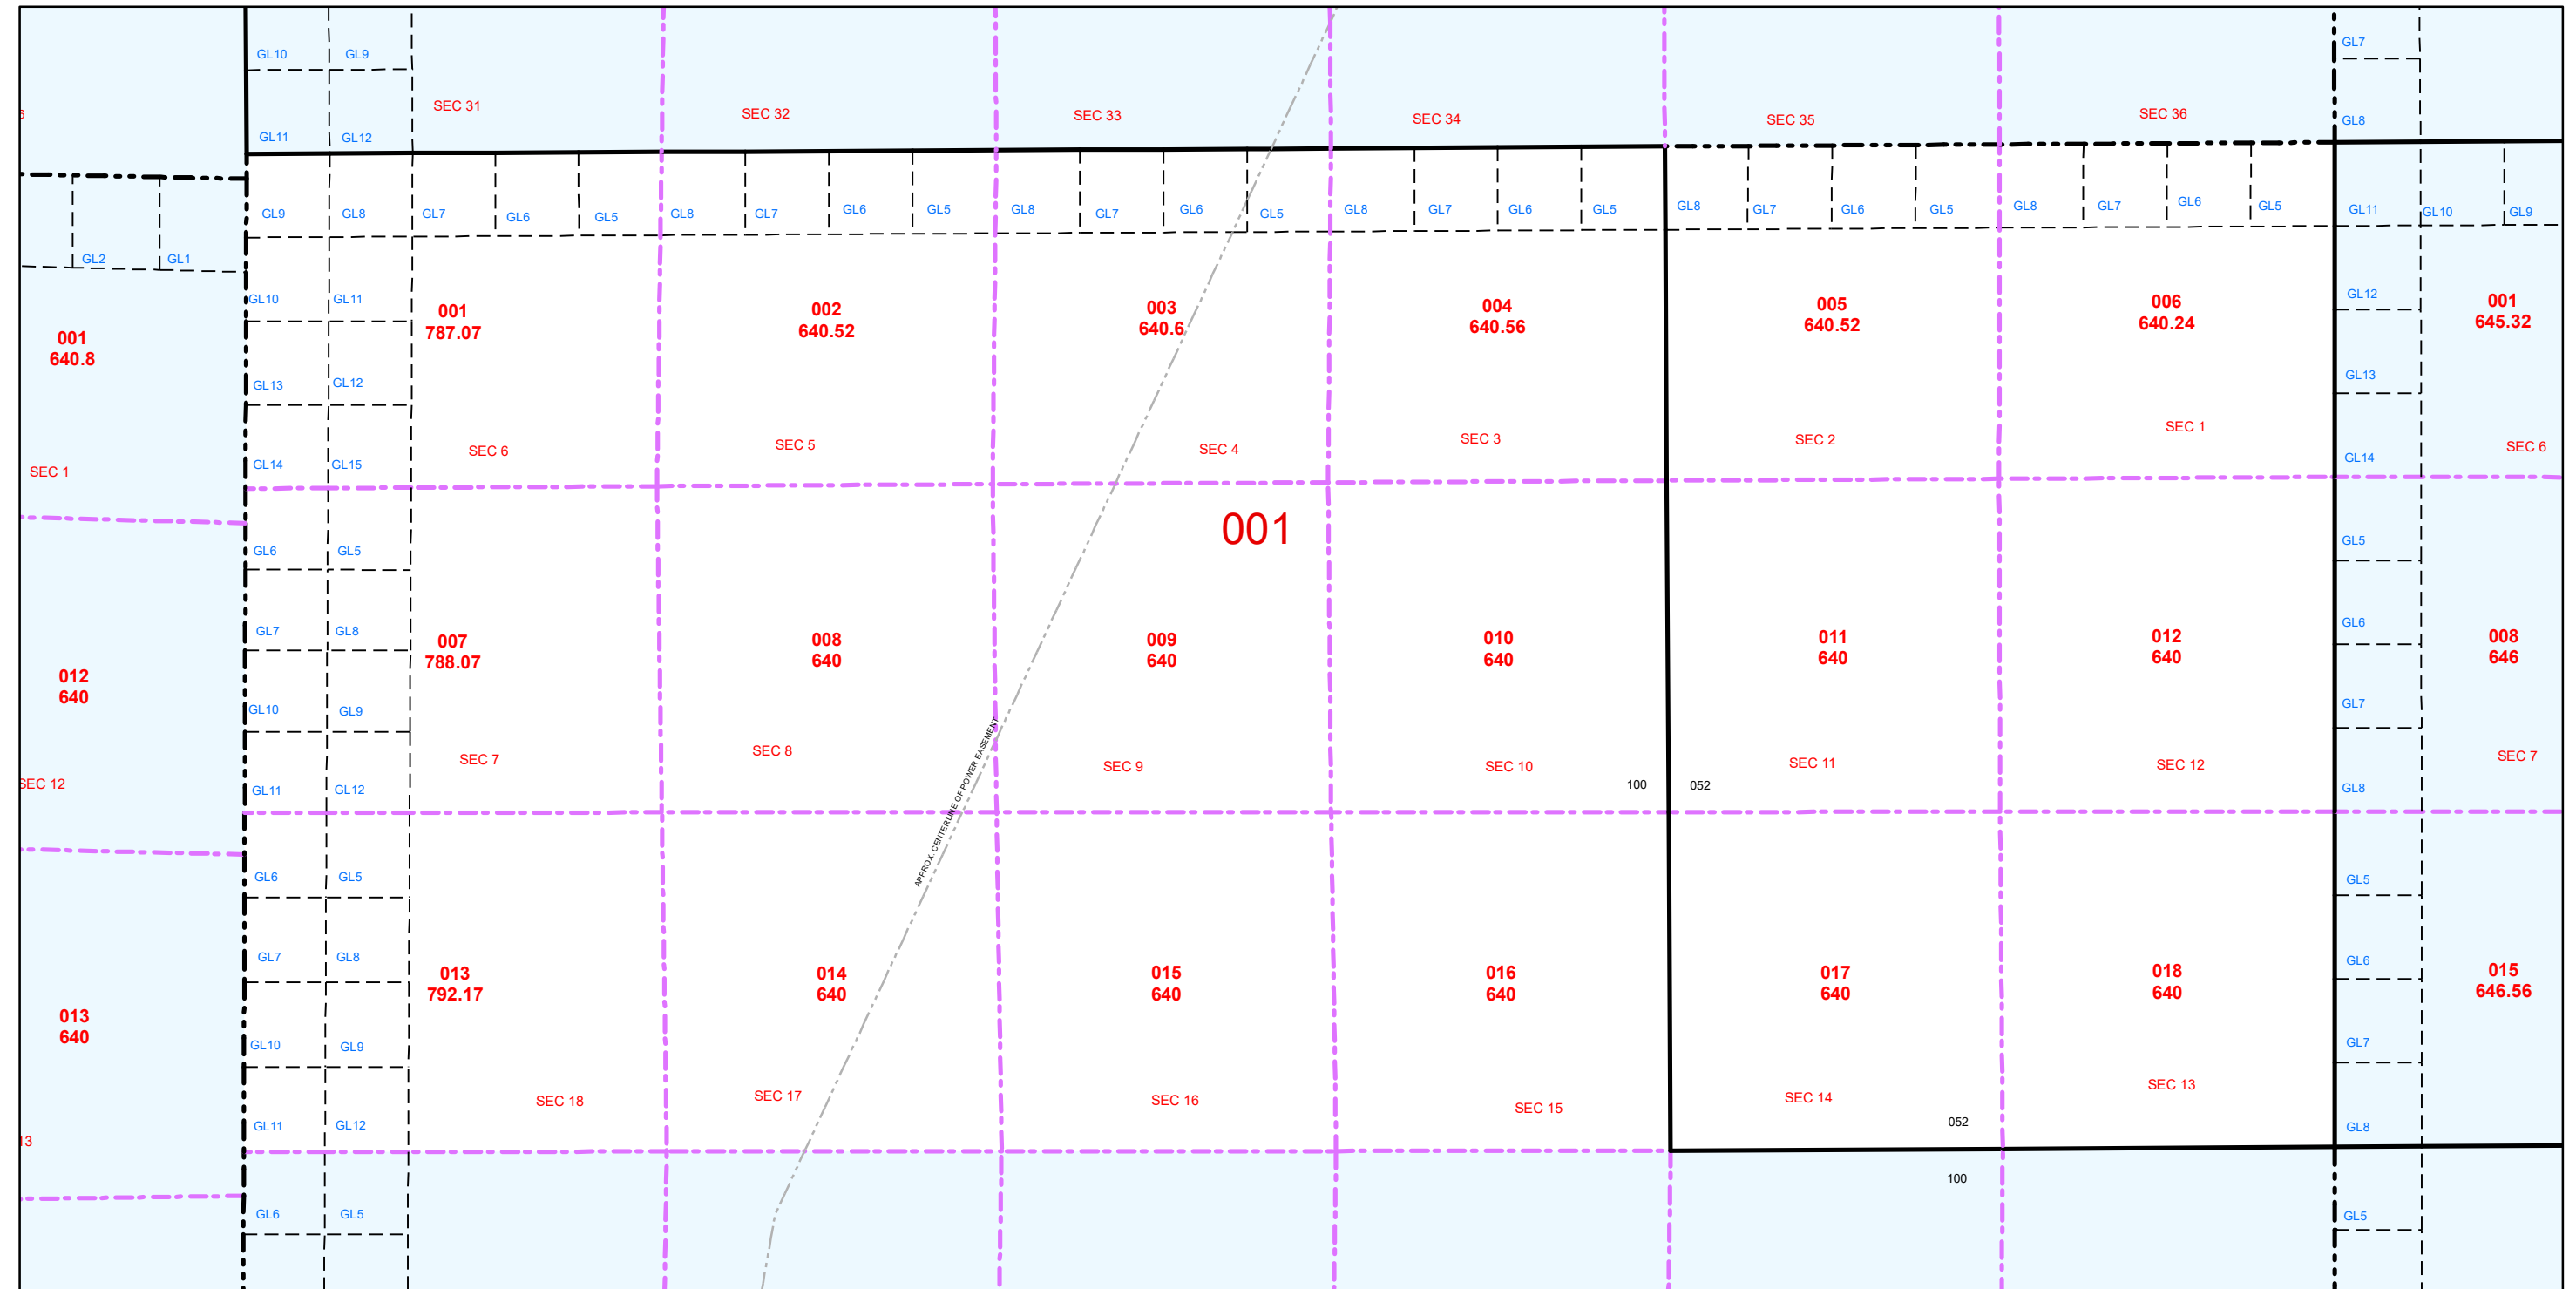 GL10 GL9 GL7
6 SEC 31 SEC 32 SEC 33 SEC 34 SEC 35 SEC 36
GL11 GL12 GL8
GL9 GL8 GL7 GL6 GL5 GL8 GL7 GL6 GL5 GL8 GL7 GL6 GL5 GL8 GL7 GL6 GL5 GL8 GL7 GL6 GL5 GL8 GL7 GL6 GL5 GL11 GL10 GL9
GL2 GL1
GL10 GL11 GL12
001 001 002 003 004 005 006 001
640.8 787.07 640.52 640.6 640.56 640.52 640.24 645.32
GL13 GL12 GL13
SEC 1 SEC 6 SEC 5 SEC 4 SEC 3 SEC 2 SEC 1 SEC 6
GL14 GL15 GL14
001
GL6 GL5 GL5
GL7 GL8 GL6
012 007 008 009 010 011 012 008
640 788.07 640 640 640 640 640 646
GL10 GL9 GL7
SEC 12 SEC 7 SEC 8 SEC 9 SEC 10 SEC 11 SEC 12 SEC 7
GL11 GL12 100 052 GL8
APPROX. CENTERLINE OF POWER EASEMENT
GL6 GL5 GL5
GL7 GL8 GL6
013 013 014 015 016 017 018 015
640 792.17 640 640 640 640 640 646.56
GL10 GL9 GL7
13 SEC 18 SEC 17 SEC 16 SEC 15 SEC 14 SEC 13
GL11 GL12 052 GL8
100
GL6 GL5 GL5